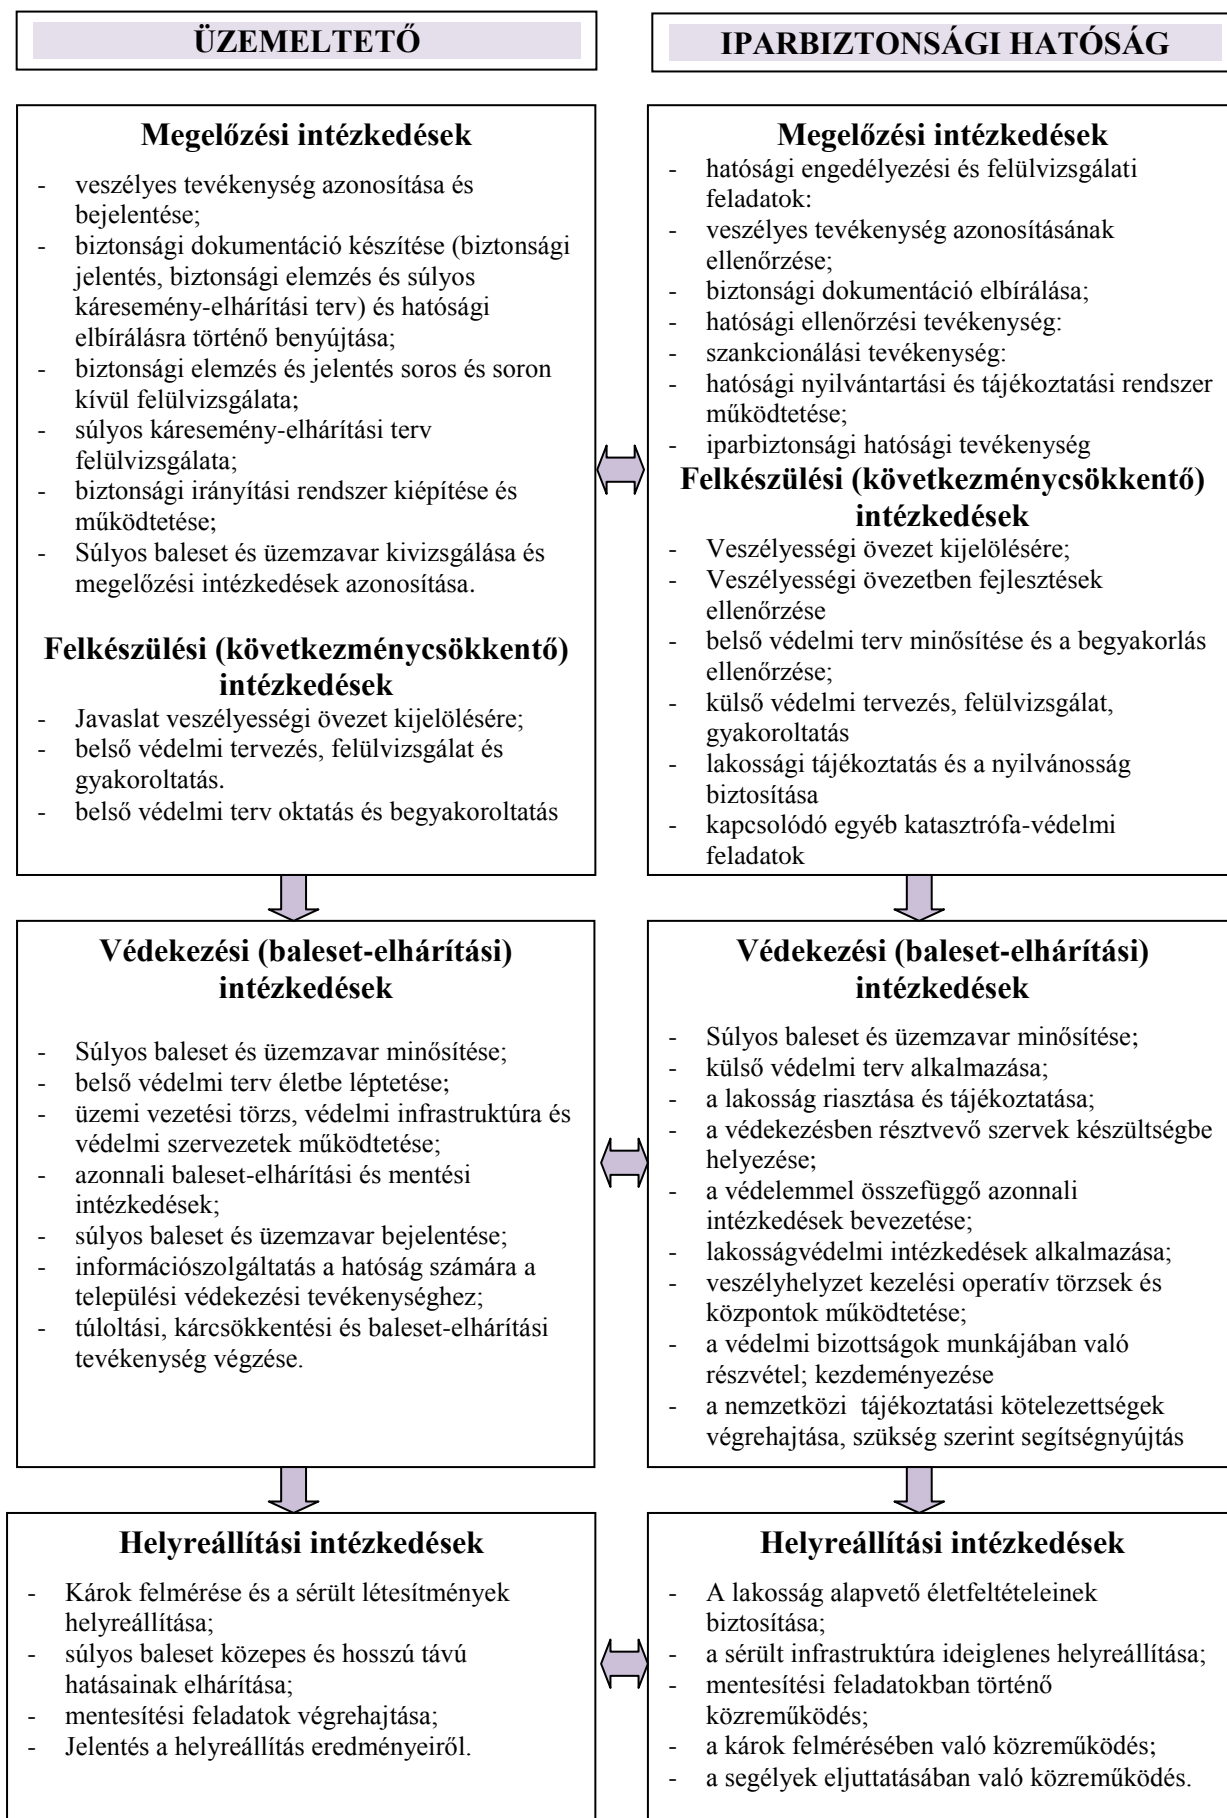 ÜZEMELTETŐ
Megelőzési intézkedések
- veszélyes tevékenység azonosítása és
bejelentése;
- biztonsági dokumentáció készítése (biztonsági
jelentés, biztonsági elemzés és súlyos
káresemény-elhárítási terv) és hatósági
elbírálásra történő benyújtása;
- biztonsági elemzés és jelentés soros és soron
kívül felülvizsgálata;
- súlyos káresemény-elhárítási terv
felülvizsgálata;
- biztonsági irányítási rendszer kiépítése és
működtetése;
- Súlyos baleset és üzemzavar kivizsgálása és
megelőzési intézkedések azonosítása.
Felkészülési (következménycsökkentő)
intézkedések
- Javaslat veszélyességi övezet kijelölésére;
- belső védelmi tervezés, felülvizsgálat és
gyakoroltatás.
- belső védelmi terv oktatás és begyakoroltatás
Védekezési (baleset-elhárítási)
intézkedések
- Súlyos baleset és üzemzavar minősítése;
- belső védelmi terv életbe léptetése;
- üzemi vezetési törzs, védelmi infrastruktúra és
védelmi szervezetek működtetése;
- azonnali baleset-elhárítási és mentési
intézkedések;
- súlyos baleset és üzemzavar bejelentése;
- információszolgáltatás a hatóság számára a
települési védekezési tevékenységhez;
- túloltási, kárcsökkentési és baleset-elhárítási
tevékenység végzése.
Helyreállítási intézkedések
- Károk felmérése és a sérült létesítmények
helyreállítása;
- súlyos baleset közepes és hosszú távú
hatásainak elhárítása;
- mentesítési feladatok végrehajtása;
- Jelentés a helyreállítás eredményeiről.
IPARBIZTONSÁGI HATÓSÁG
Megelőzési intézkedések
- hatósági engedélyezési és felülvizsgálati
feladatok:
- veszélyes tevékenység azonosításának
ellenőrzése;
- biztonsági dokumentáció elbírálása;
- hatósági ellenőrzési tevékenység:
- szankcionálási tevékenység:
- hatósági nyilvántartási és tájékoztatási rendszer
működtetése;
- iparbiztonsági hatósági tevékenység
Felkészülési (következménycsökkentő)
intézkedések
- Veszélyességi övezet kijelölésére;
- Veszélyességi övezetben fejlesztések
ellenőrzése
- belső védelmi terv minősítése és a begyakorlás
ellenőrzése;
- külső védelmi tervezés, felülvizsgálat,
gyakoroltatás
- lakossági tájékoztatás és a nyilvánosság
biztosítása
- kapcsolódó egyéb katasztrófa-védelmi
feladatok
Védekezési (baleset-elhárítási)
intézkedések
- Súlyos baleset és üzemzavar minősítése;
- külső védelmi terv alkalmazása;
- a lakosság riasztása és tájékoztatása;
- a védekezésben résztvevő szervek készültségbe
helyezése;
- a védelemmel összefüggő azonnali
intézkedések bevezetése;
- lakosságvédelmi intézkedések alkalmazása;
- veszélyhelyzet kezelési operatív törzsek és
központok működtetése;
- a védelmi bizottságok munkájában való
részvétel; kezdeményezése
- a nemzetközi tájékoztatási kötelezettségek
végrehajtása, szükség szerint segítségnyújtás
Helyreállítási intézkedések
- A lakosság alapvető életfeltételeinek
biztosítása;
- a sérült infrastruktúra ideiglenes helyreállítása;
- mentesítési feladatokban történő
közreműködés;
- a károk felmérésében való közreműködés;
- a segélyek eljuttatásában való közreműködés.